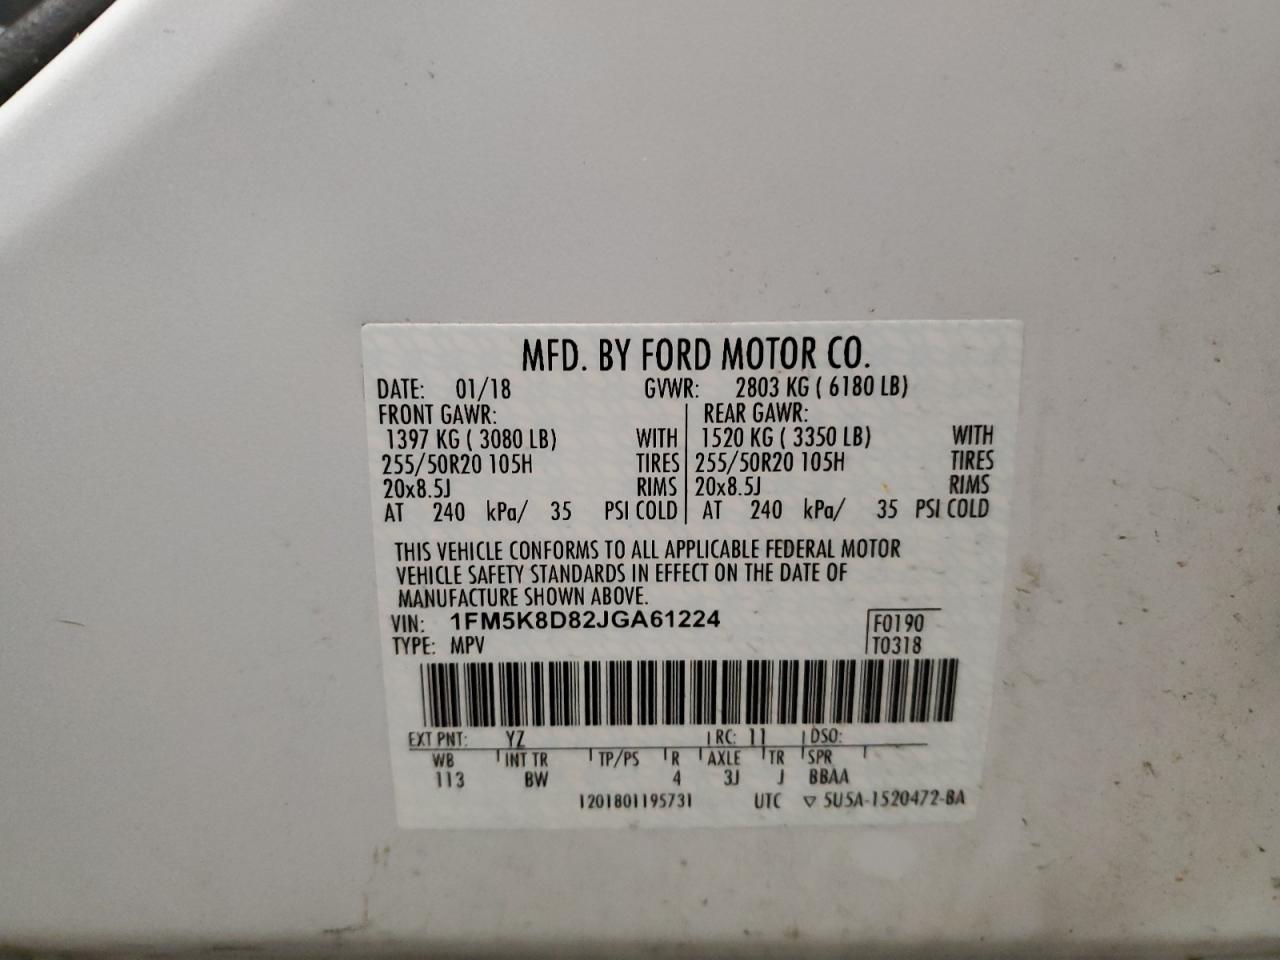 MFD. BY FORD MOTOR CO.
DATE: 01/18 GVWR: 2803 KG ( 6180 LB)
FRONT GAWR: REAR GAWR:
1397 KG ( 3080 LB) WITH 1520 KG ( 3350 LB) WITH
255/50R20 105H TIRES 255/50R20 105H TIRES
20x8.5J RIMS 20x8.5J RIMS
AT 240 kPa/ 35 PSI COLD AT 240 kPa/ 35 PSI COLD
THIS VEHICLE CONFORMS TO ALL APPLICABLE FEDERAL MOTOR
VEHICLE SAFETY STANDARDS IN EFFECT ON THE DATE OF
MANUFACTURE SHOWN ABOVE.
VIN: 1FM5K8D82JGA61224 F0190
TYPE: MPV T0318
EXT PNT: YZ RC: 11 DSO:
WB INT TR TP/PS R AXLE TR SPR
113 BW 4 3J J BBAA
1201801195731 UTC ▽ 5U5A-1520472-BA